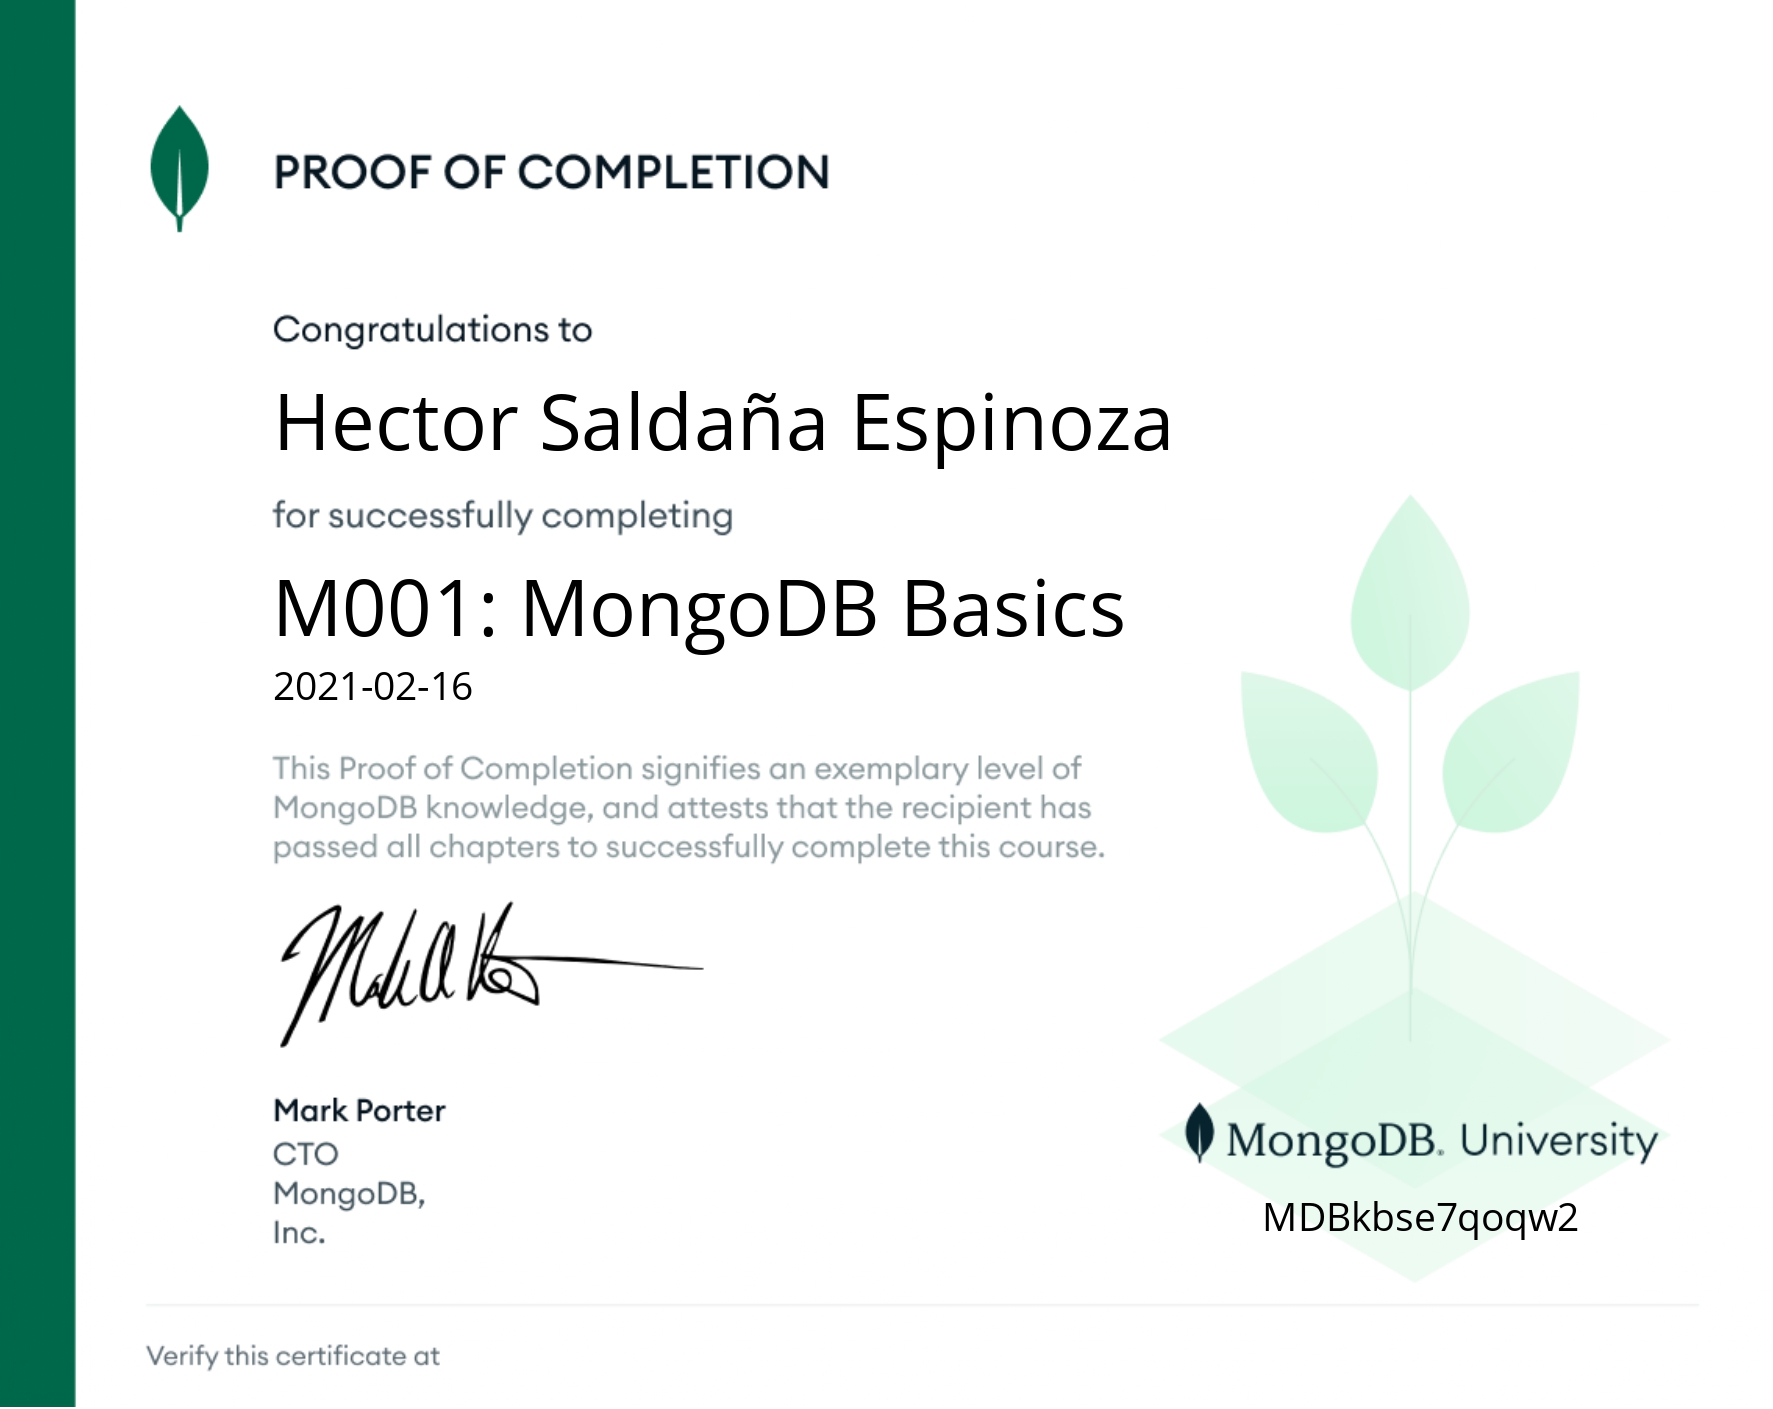 PROOF OF COMPLETION
Congratulations to
Hector Saldaña Espinoza
for successfully completing
M001: MongoDB Basics
2021-02-16
This Proof of Completion signifies an exemplary level of
MongoDB knowledge, and attests that the recipient has
passed all chapters to successfully complete this course.
Mark Porter
CTO
MongoDB,
Inc.
MongoDB. University
MDBkbse7qoqw2
Verify this certificate at